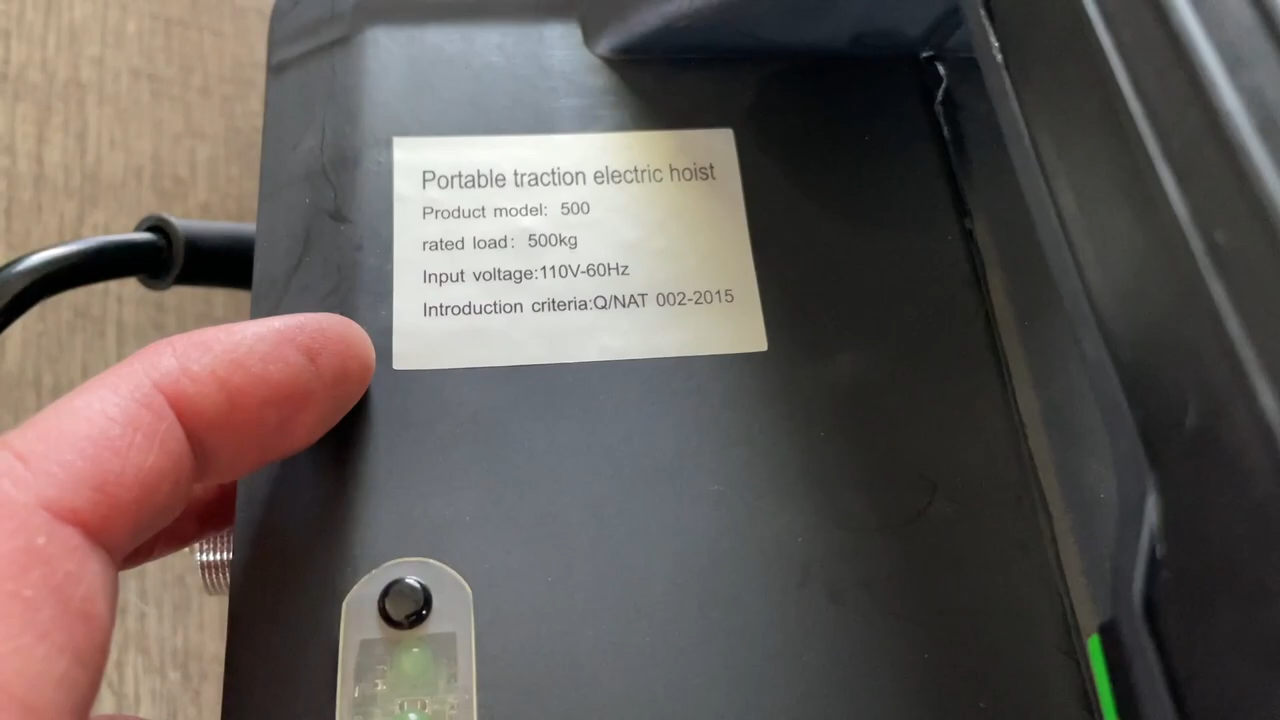 Portable traction electric hoist
Product model: 500
rated load: 500kg
Input voltage:110V-60Hz
Introduction criteria:Q/NAT 002-2015